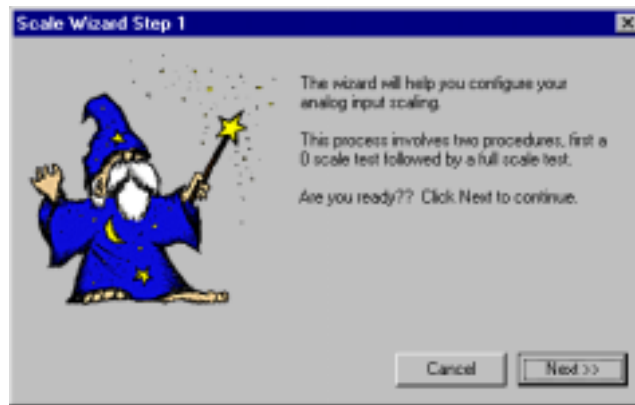 Scale Wizard Step 1
The wizard will help you configure your
analog input scaling.
This process involves two procedures, first a
0 scale test followed by a full scale test.
Are you ready?? Click Next to continue.
Cancel
Next >>